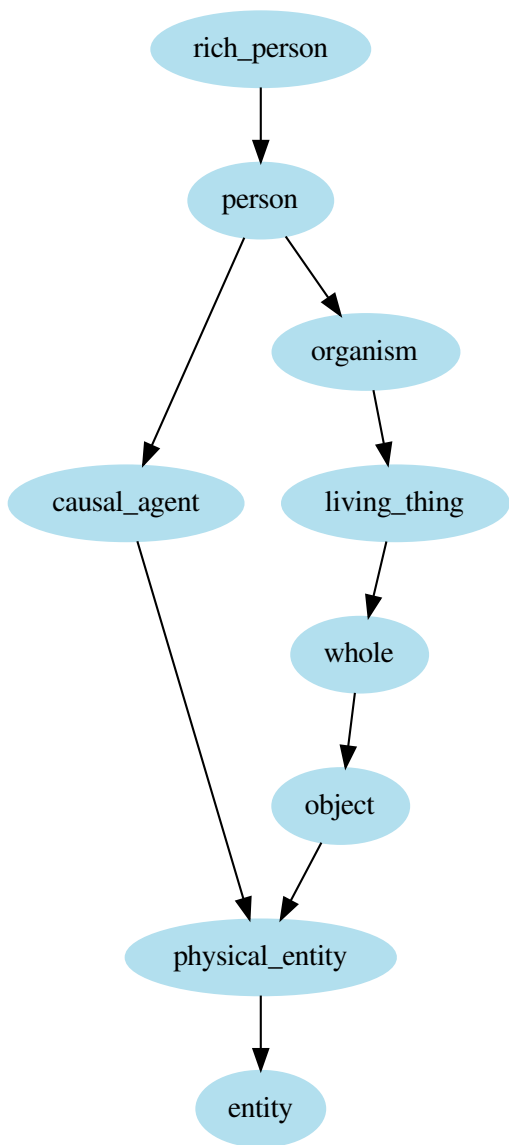 rich_person
person
organism
causal_agent
living_thing
whole
object
physical_entity
entity